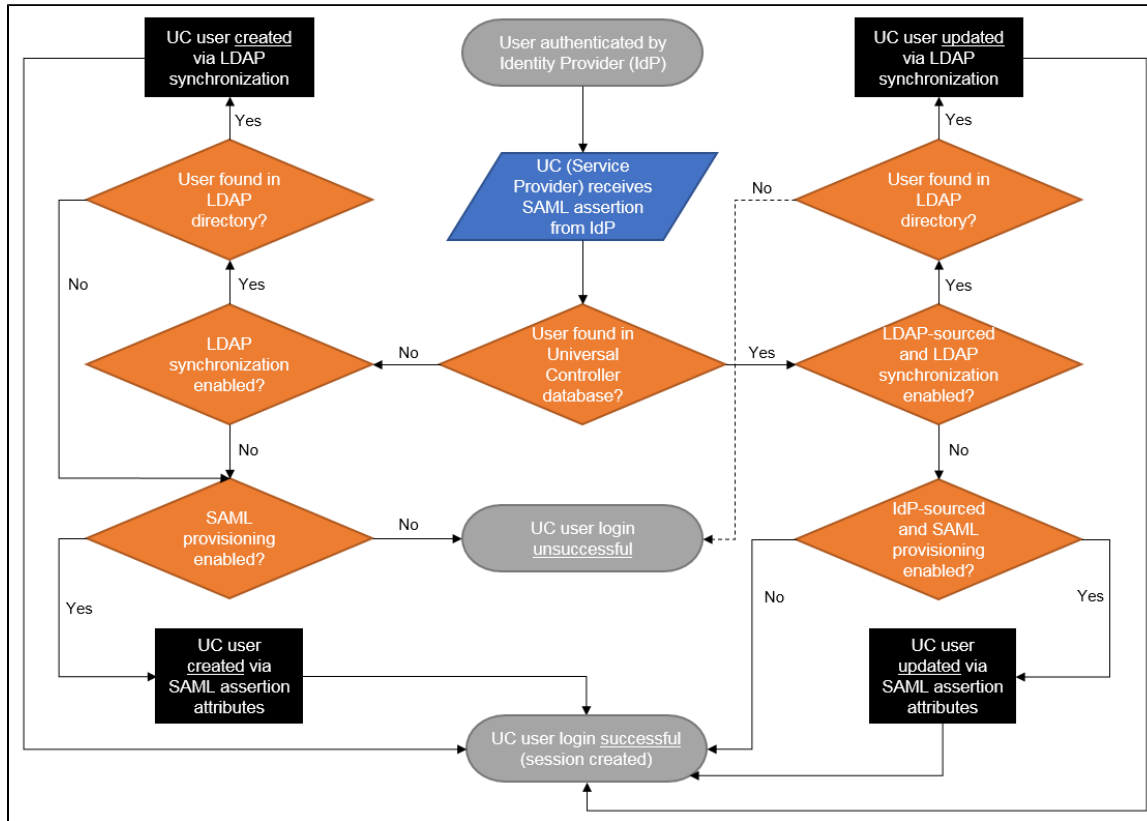 UC user created
via LDAP
synchronization
User authenticated by
Identity Provider (IdP)
UC user updated
via LDAP
synchronization
Yes
Yes
User found in
LDAP
directory?
UC (Service
Provider) receives
SAML assertion
from IdP
No
User found in
LDAP
directory?
No
Yes
Yes
LDAP
synchronization
enabled?
No
User found in
Universal
Controller
database?
Yes
LDAP-sourced
and LDAP
synchronization
enabled?
No
No
SAML
provisioning
enabled?
No
UC user login
unsuccessful
IdP-sourced
and SAML
provisioning
enabled?
Yes
No
Yes
UC user
created via
SAML assertion
attributes
UC user
updated via
SAML assertion
attributes
UC user login successful
(session created)